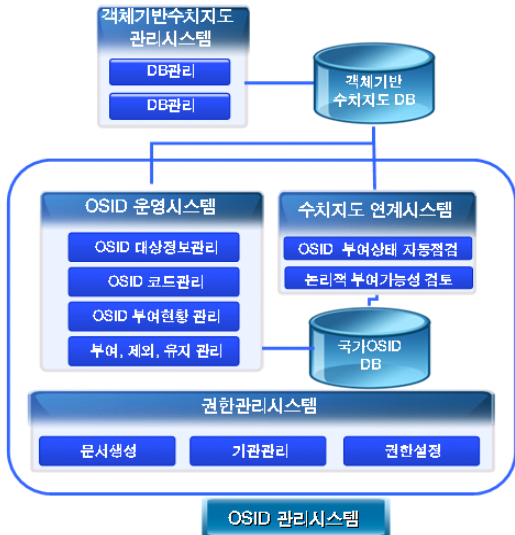 객체기반수치지도
관리시스템
DB관리
DB관리
객체기반
수치지도 DB
OSID 운영시스템
OSID 대상정보관리
OSID 코드관리
OSID 부여현황 관리
부여, 제외, 유지 관리
수치지도 연계시스템
OSID 부여상태 자동점검
논리적 부여가능성 검토
국가OSID
DB
권한관리시스템
문서생성
기관관리
권한설정
OSID 관리시스템